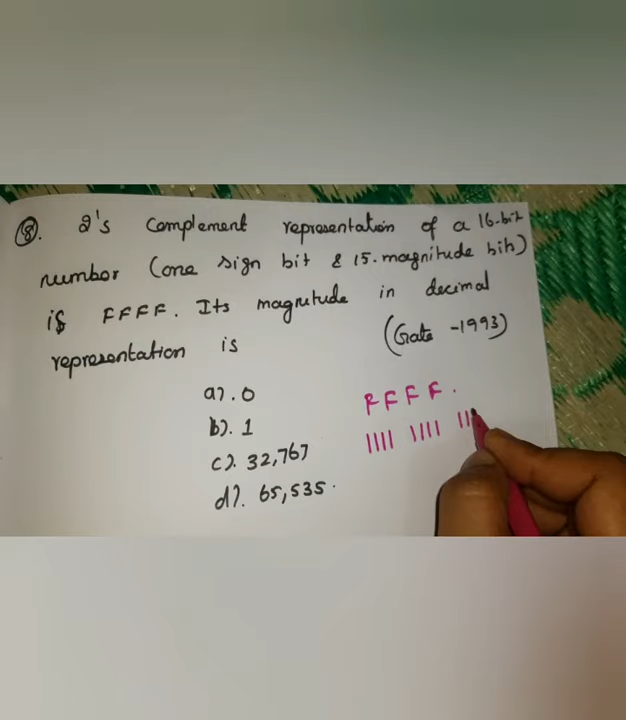 8. 2's complement representation of a 16-bit
number (one sign bit & 15.magnitude bits)
is FFFF. Its magnitude in decimal
representation is (Gate -1993)
a). 0
b). 1
c). 32,767
d). 65,535.
FFFF.
1111 1111 11